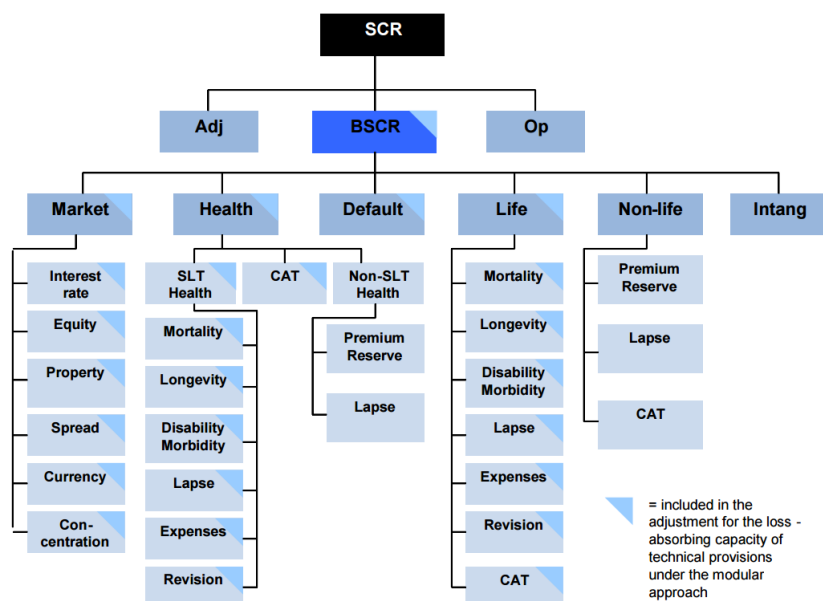 SCR
Adj
BSCR
Op
Market
Health
Default
Life
Non-life
Intang
Interest
rate
Equity
Property
Spread
Currency
Con-
centration
SLT
Health
CAT
Non-SLT
Health
Mortality
Longevity
Disability
Morbidity
Lapse
Expenses
Revision
Premium
Reserve
Lapse
Mortality
Longevity
Disability
Morbidity
Lapse
Expenses
Revision
CAT
Premium
Reserve
Lapse
CAT
= included in the
adjustment for the loss -
absorbing capacity of
technical provisions
under the modular
approach